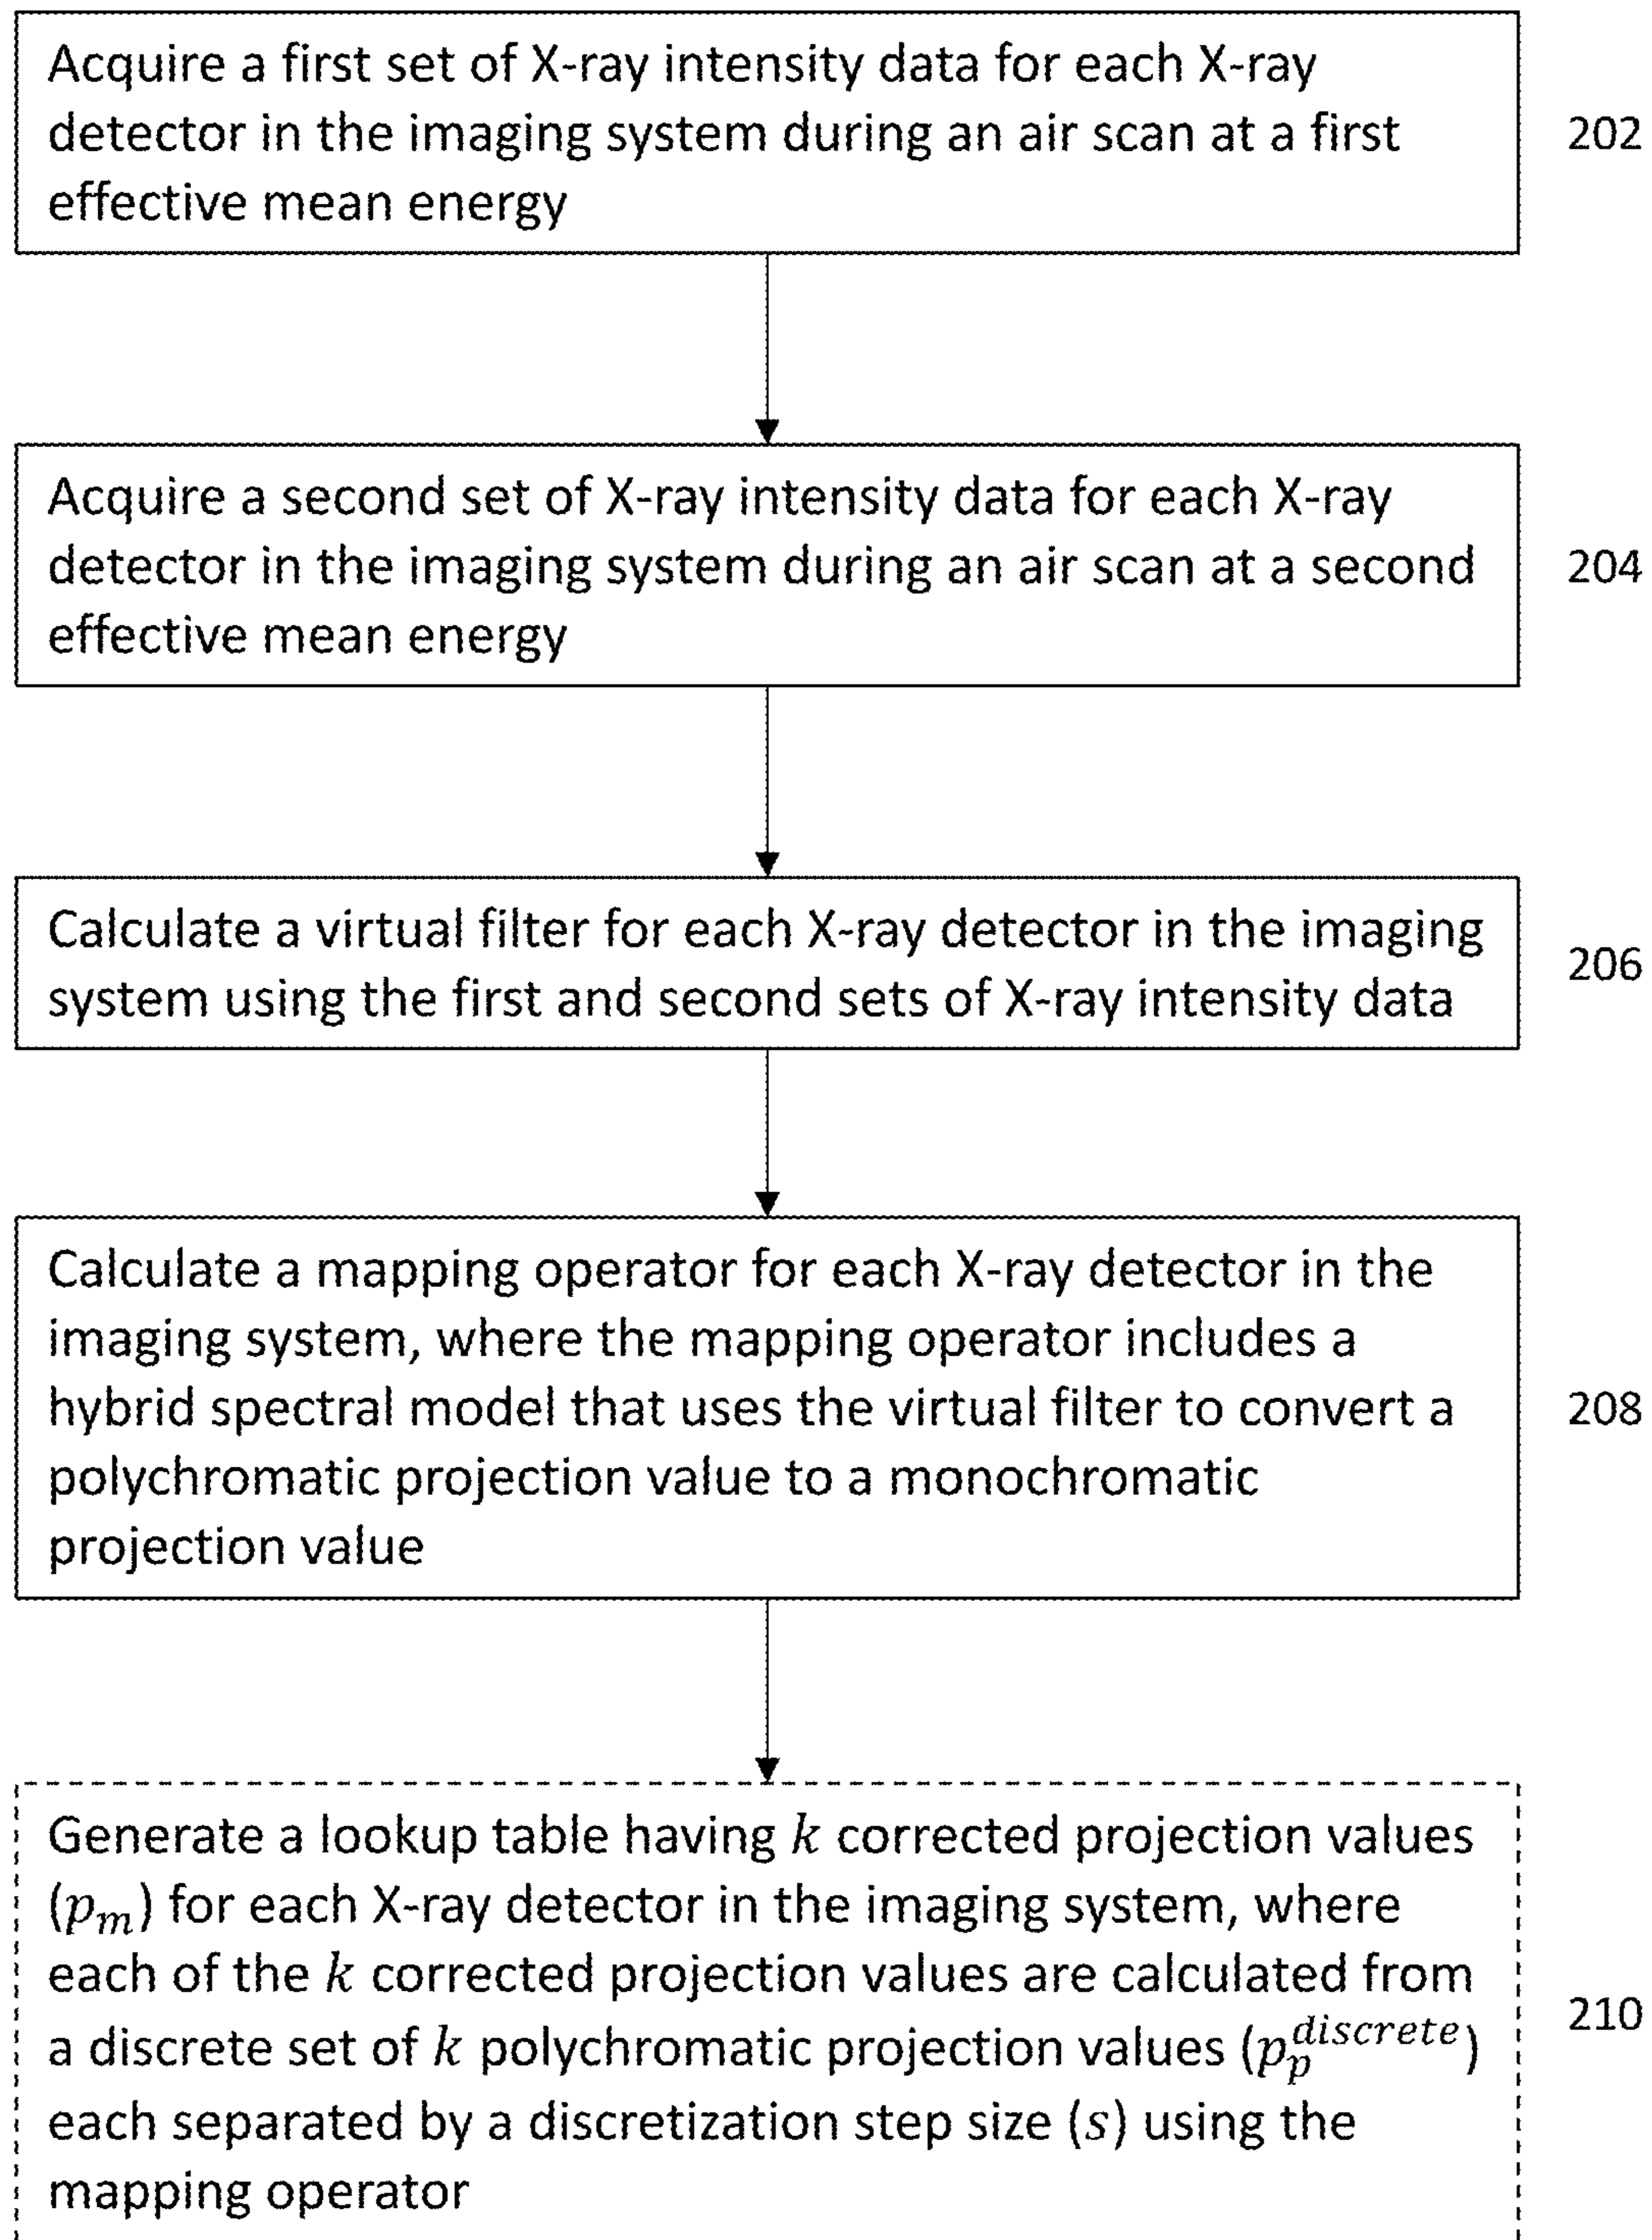 Acquire a first set of X-ray intensity data for each X-ray
detector in the imaging system during an air scan at a first
effective mean energy
202
Acquire a second set of X-ray intensity data for each X-ray
detector in the imaging system during an air scan at a second
effective mean energy
204
Calculate a virtual filter for each X-ray detector in the imaging
system using the first and second sets of X-ray intensity data
206
Calculate a mapping operator for each X-ray detector in the
imaging system, where the mapping operator includes a
hybrid spectral model that uses the virtual filter to convert a
polychromatic projection value to a monochromatic
projection value
208
Generate a lookup table having k corrected projection values
(p_m) for each X-ray detector in the imaging system, where
each of the k corrected projection values are calculated from
a discrete set of k polychromatic projection values (p_p^discrete)
each separated by a discretization step size (s) using the
mapping operator
210